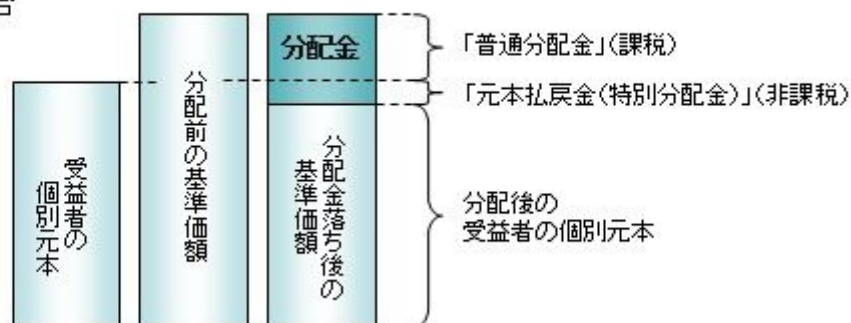 受益者の
個別元本
分配前の基準価額
分配金
分配金落ち後の
基準価額
「普通分配金」(課税)
「元本払戻金(特別分配金)」(非課税)
分配後の
受益者の個別元本